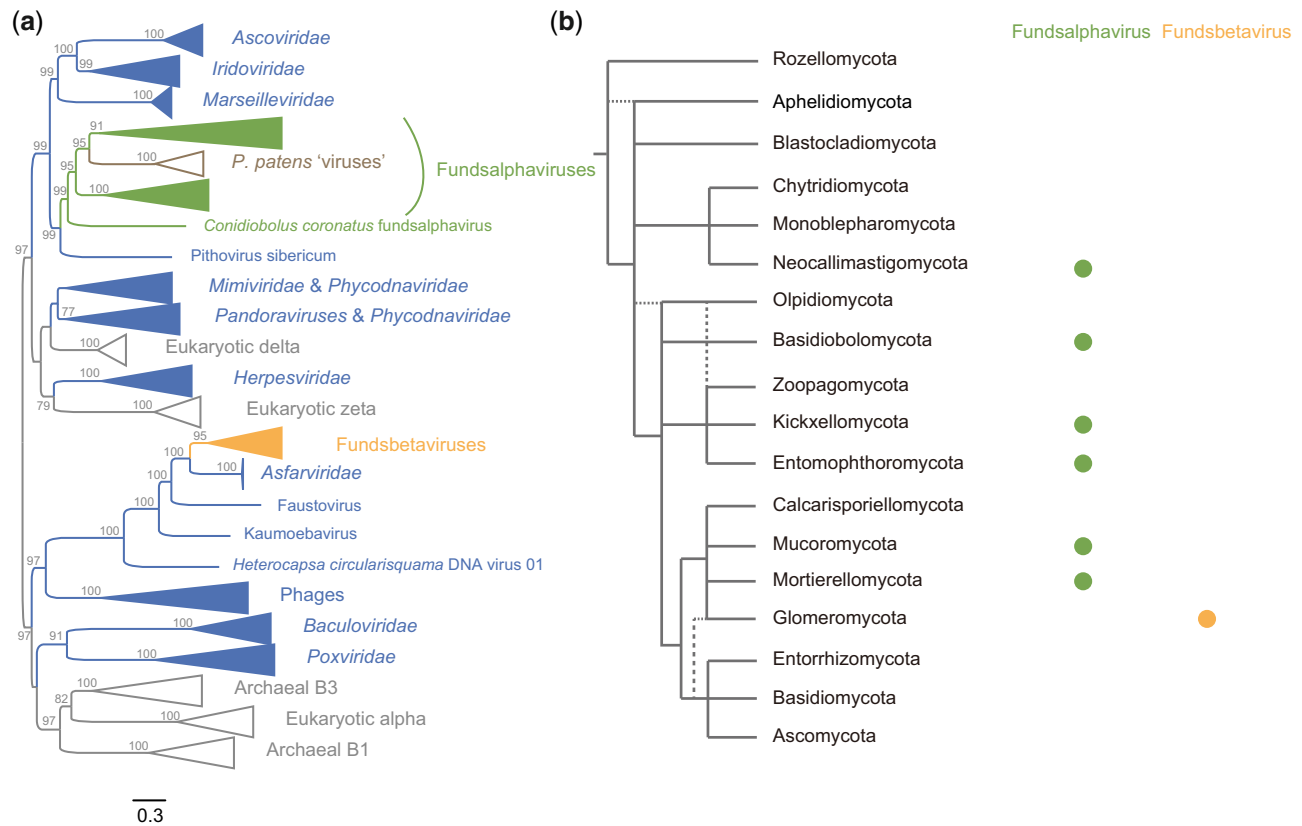 (a)
100
Ascoviridae
100
99
Iridoviridae
99
100
Marseilleviridae
99
91
95
100
P. patens ‘viruses’
95
100
99
Fundsalphaviruses
Conidiobolus coronatus fundsalphavirus
99
Pithovirus sibericum
97
Mimiviridae & Phycodnaviridae
77
Pandoraviruses & Phycodnaviridae
100
Eukaryotic delta
100
Herpesviridae
79
100
Eukaryotic zeta
95
Fundsbetaviruses
100
100
Asfarviridae
100
Faustovirus
100
Kaumoebavirus
100
Heterocapsa circularisquama DNA virus 01
97
100
Phages
100
Baculoviridae
97
91
100
Poxviridae
100
Archaeal B3
82
100
Eukaryotic alpha
97
100
Archaeal B1
0.3
(b)
Fundsalphavirus Fundsbetavirus
Rozellomycota
Aphelidiomycota
Blastocladiomycota
Chytridiomycota
Monoblepharomycota
Neocallimastigomycota
Olpidiomycota
Basidiobolomycota
Zoopagomycota
Kickxellomycota
Entomophthoromycota
Calcarisporiellomycota
Mucoromycota
Mortierellomycota
Glomeromycota
Entorrhizomycota
Basidiomycota
Ascomycota